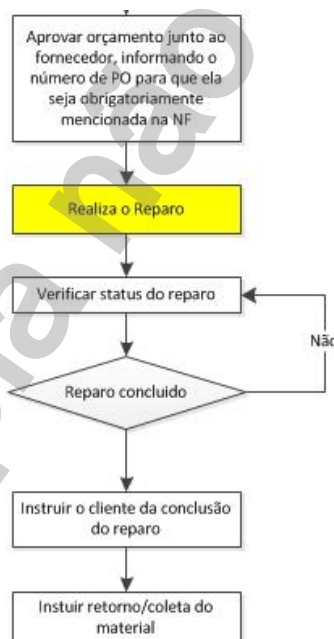 Aprovar orçamento junto ao
fornecedor, informando o
número de PO para que ela
seja obrigatoriamente
mencionada na NF
Realiza o Reparo
Verificar status do reparo
Não
Reparo concluido
Instruir o cliente da conclusão
do reparo
Instuir retorno/coleta do
material
não